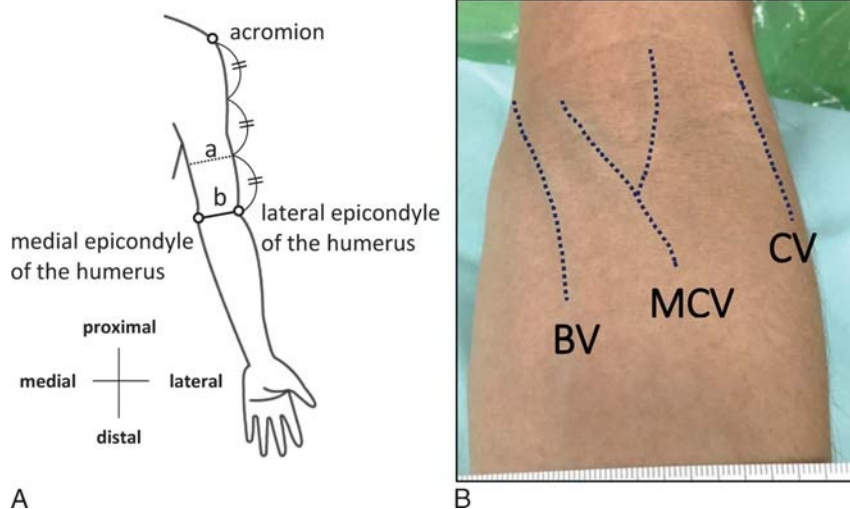 acromion
a
b
lateral epicondyle
of the humerus
medial epicondyle
of the humerus
proximal
medial
lateral
distal
A
CV
MCV
BV
B